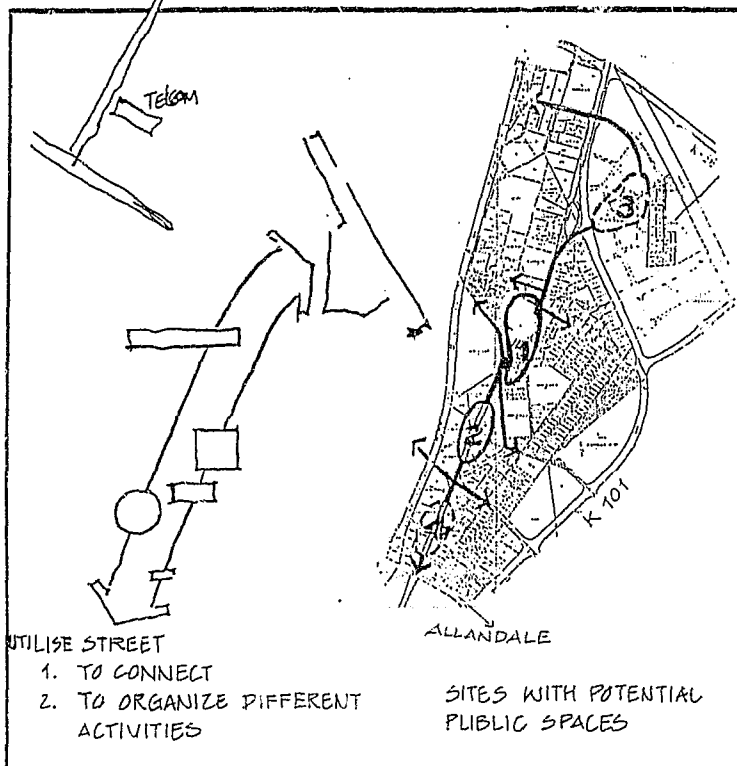 TELKOM
K 101
ALLANDALE
UTILISE STREET
1. TO CONNECT
2. TO ORGANIZE DIFFERENT
ACTIVITIES
SITES WITH POTENTIAL
PUBLIC SPACES